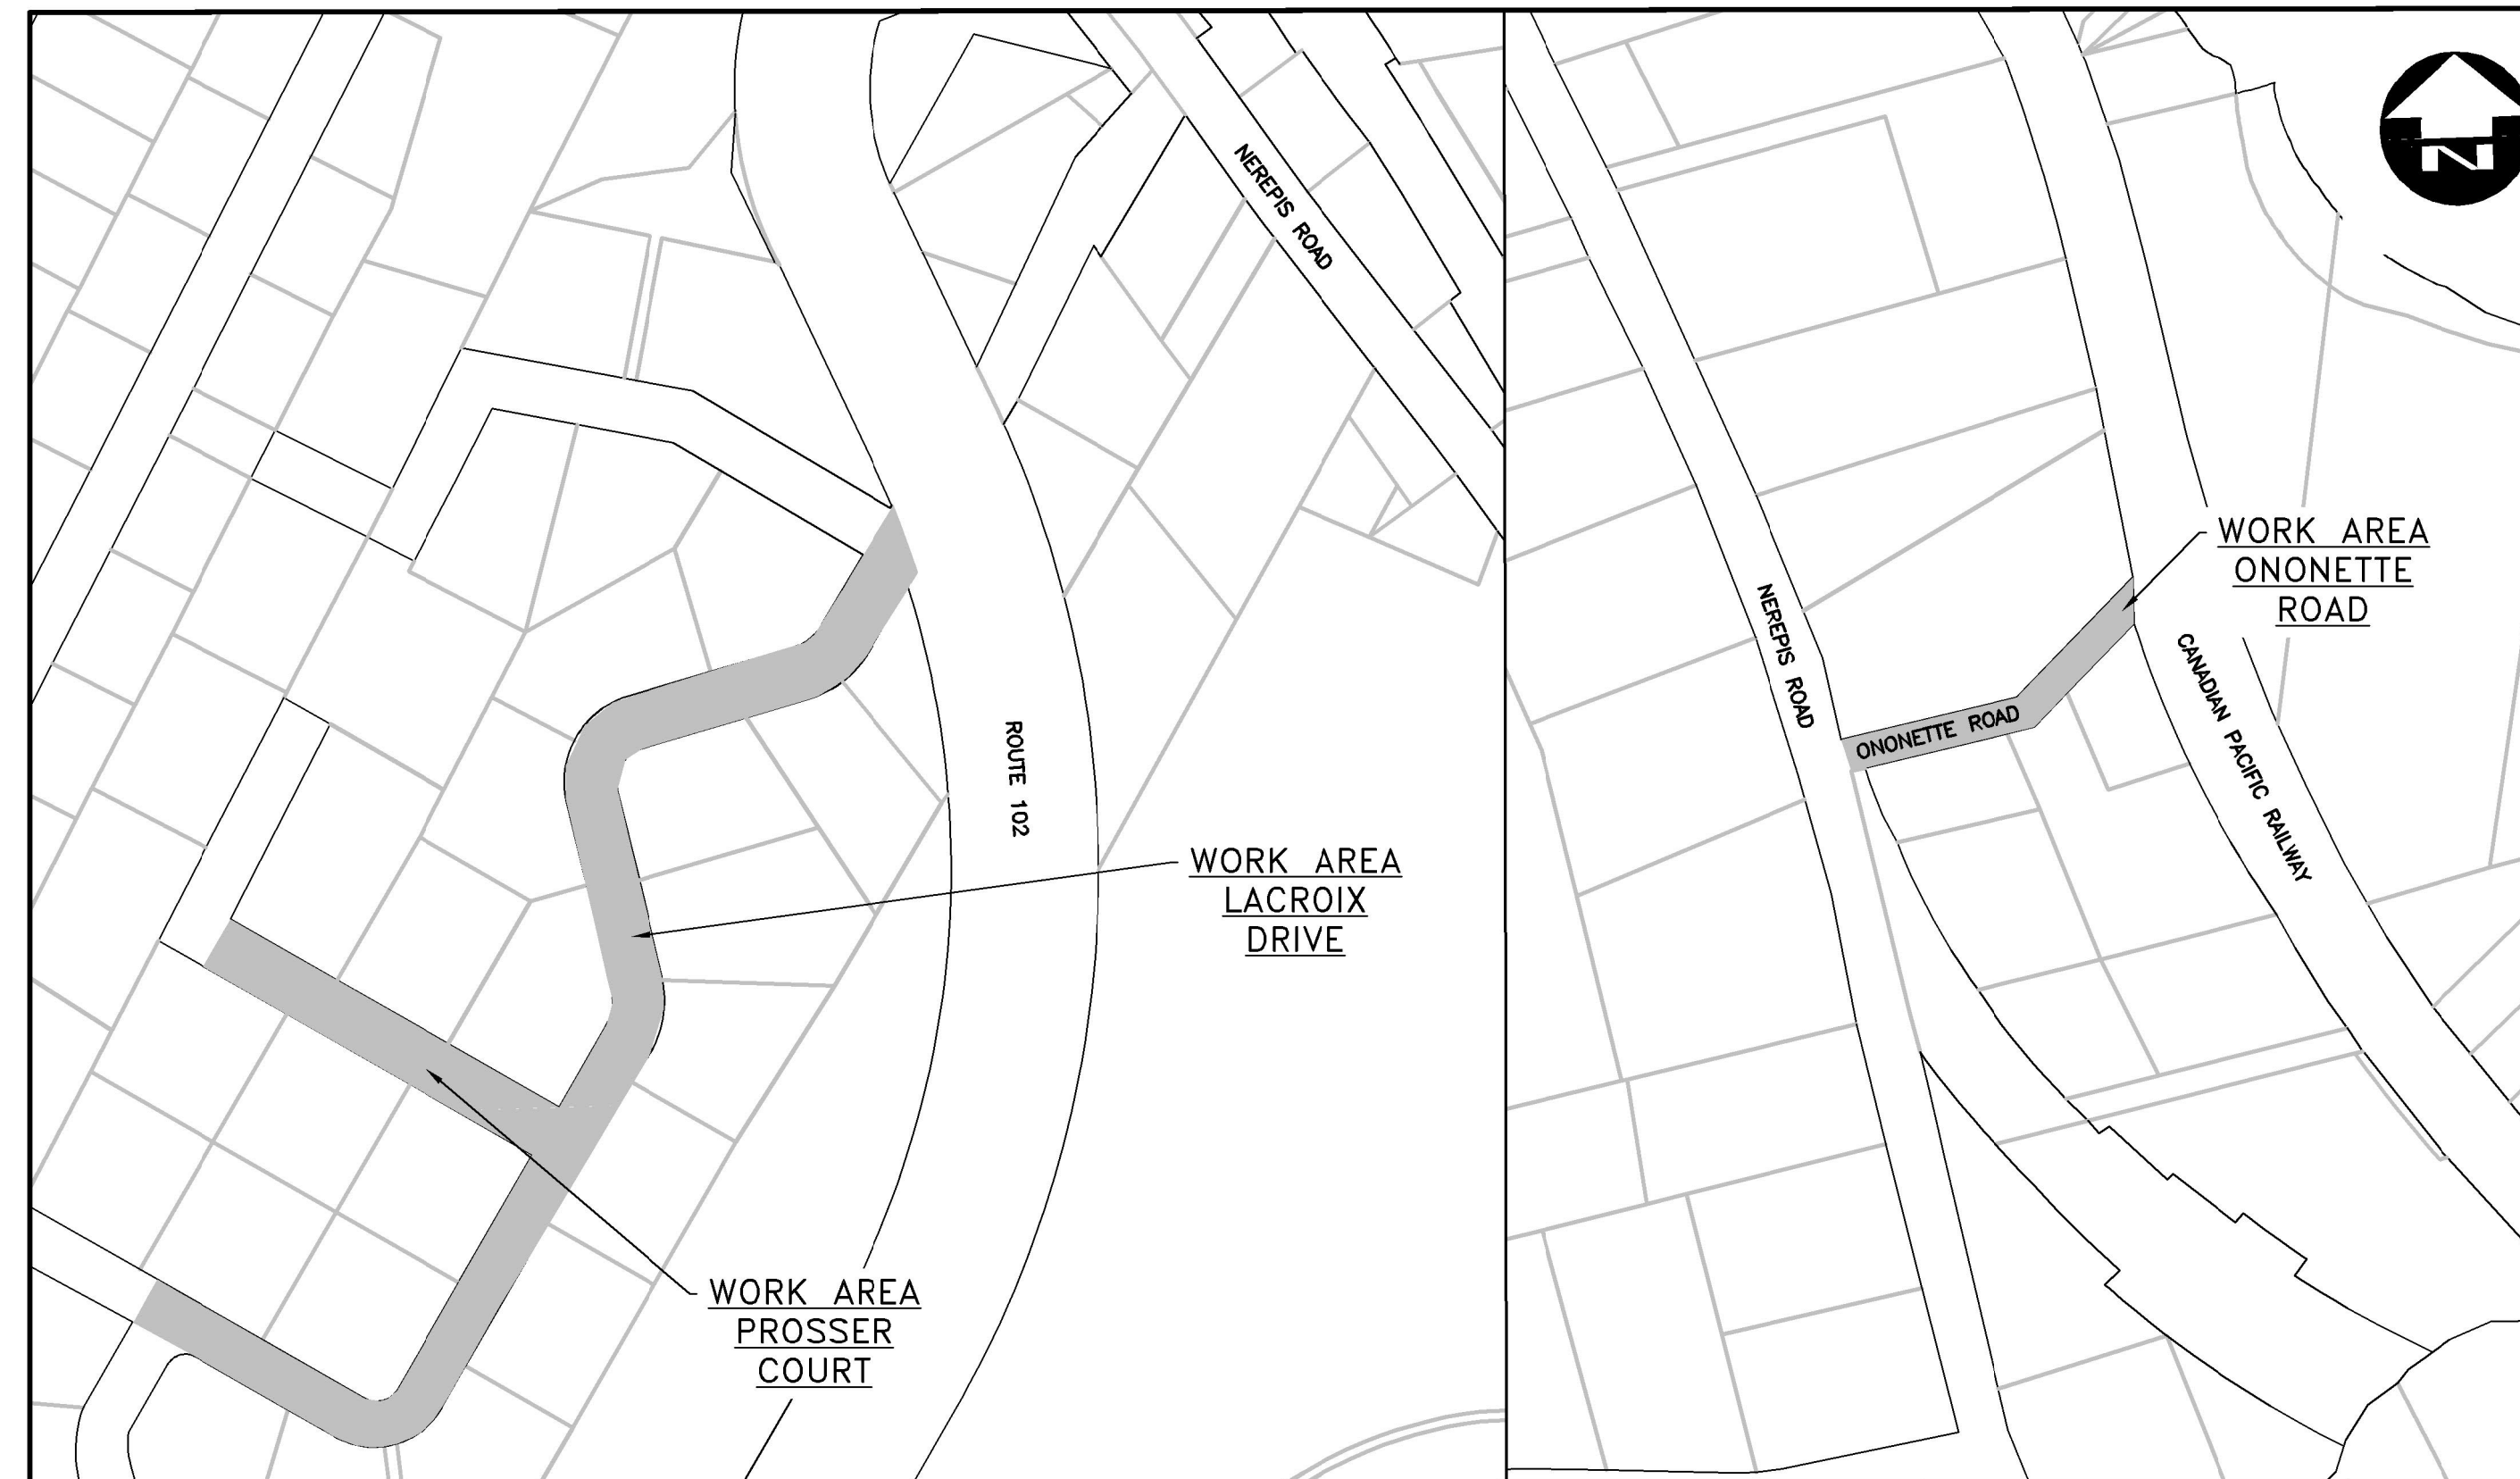 NEREPIS ROAD
ROUTE 102
WORK AREA
LACROIX
DRIVE
WORK AREA
PROSSER
COURT
N
WORK AREA
ONONETTE
ROAD
NEREPIS ROAD
ONONETTE ROAD
CANADIAN PACIFIC RAILWAY